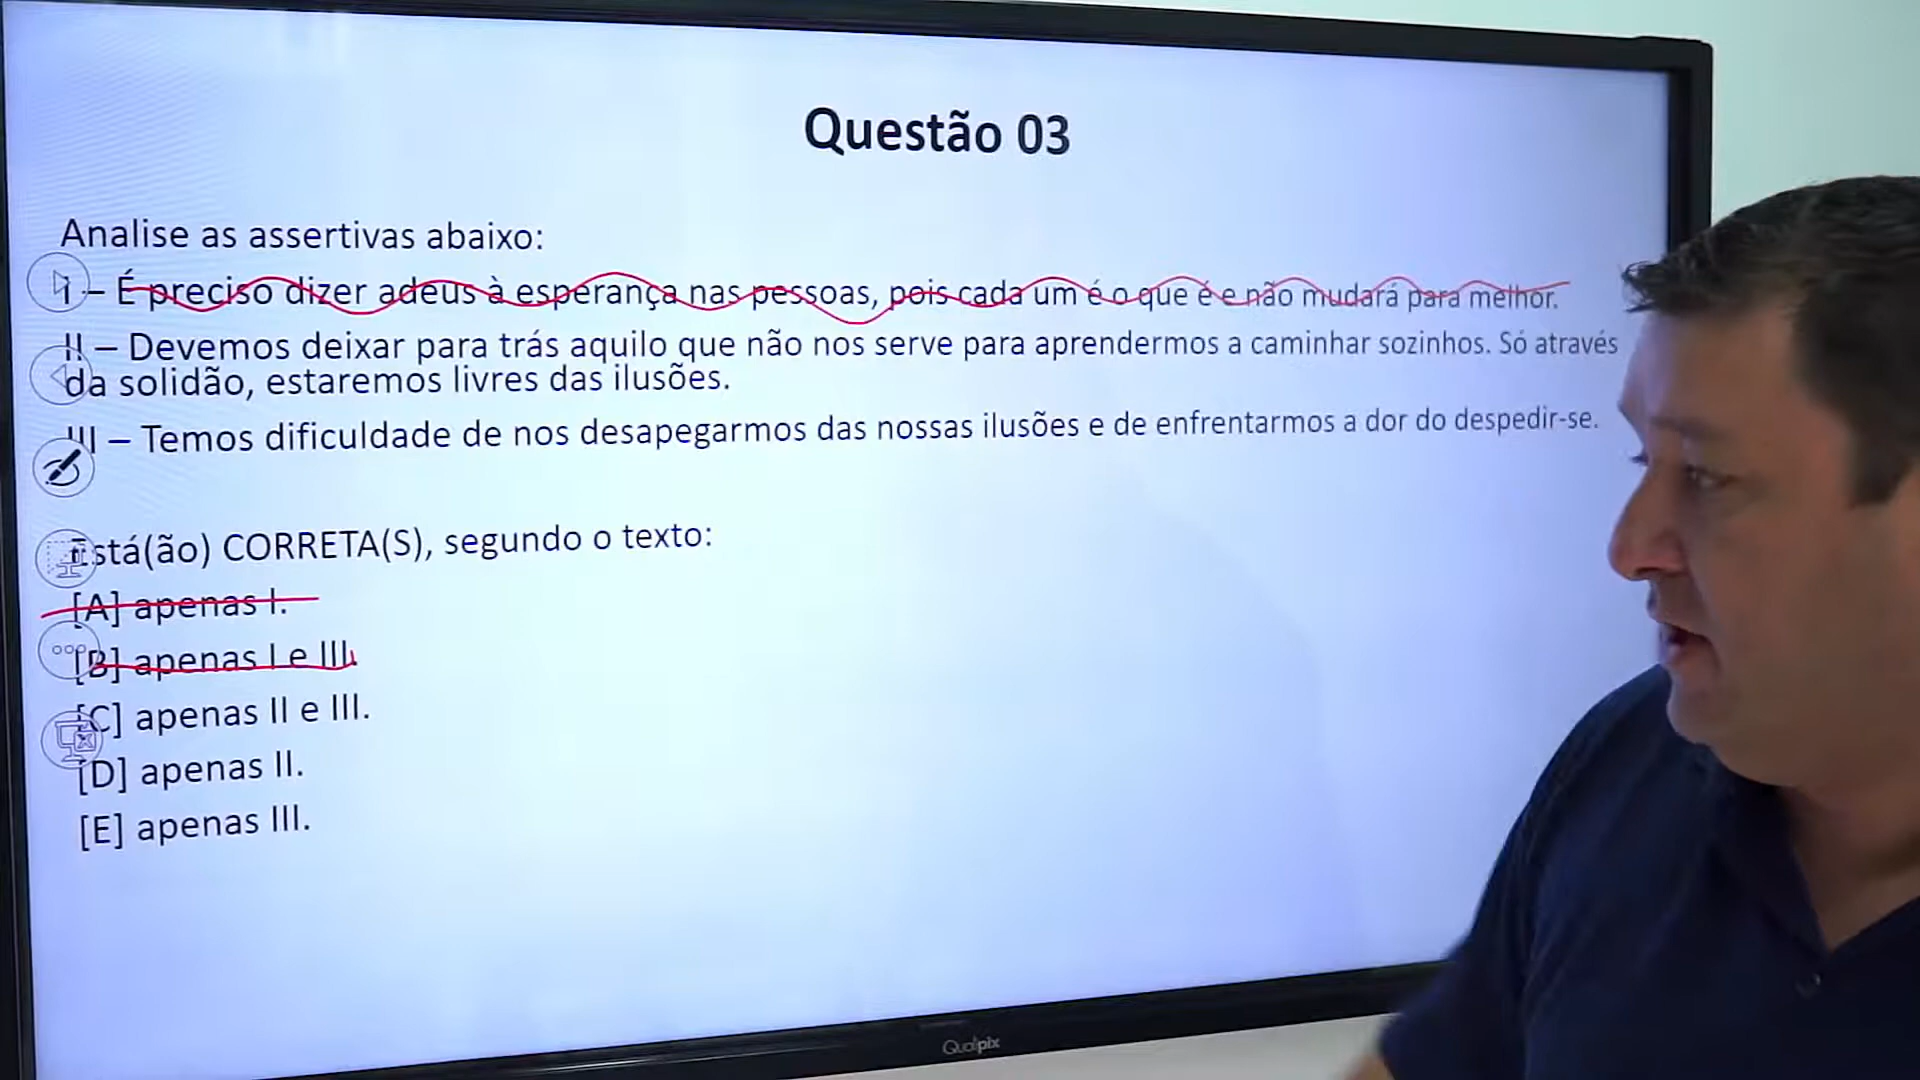 Questão 03
Analise as assertivas abaixo:
I – É preciso dizer adeus à esperança nas pessoas, pois cada um é o que é e não mudará para melhor.
II – Devemos deixar para trás aquilo que não nos serve para aprendermos a caminhar sozinhos. Só através
da solidão, estaremos livres das ilusões.
III – Temos dificuldade de nos desapegarmos das nossas ilusões e de enfrentarmos a dor do despedir-se.
Está(ão) CORRETA(S), segundo o texto:
[A] apenas I.
[B] apenas I e III.
[C] apenas II e III.
[D] apenas II.
[E] apenas III.
Qualpix